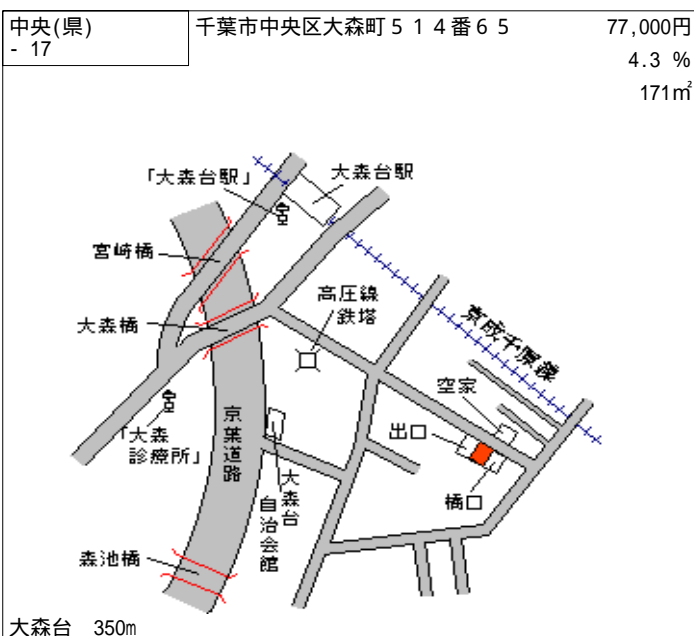 中央(県)
- 17
千葉市中央区大森町５１４番６５
77,000円
4.3 %
171㎡
「大森台駅」
大森台駅
宮崎橋
高圧線
鉄塔
大森橋
京成千原線
空家
出口
「大森
診療所」
京葉道路
大森台
自治会館
橋口
森池橋
大森台 350m